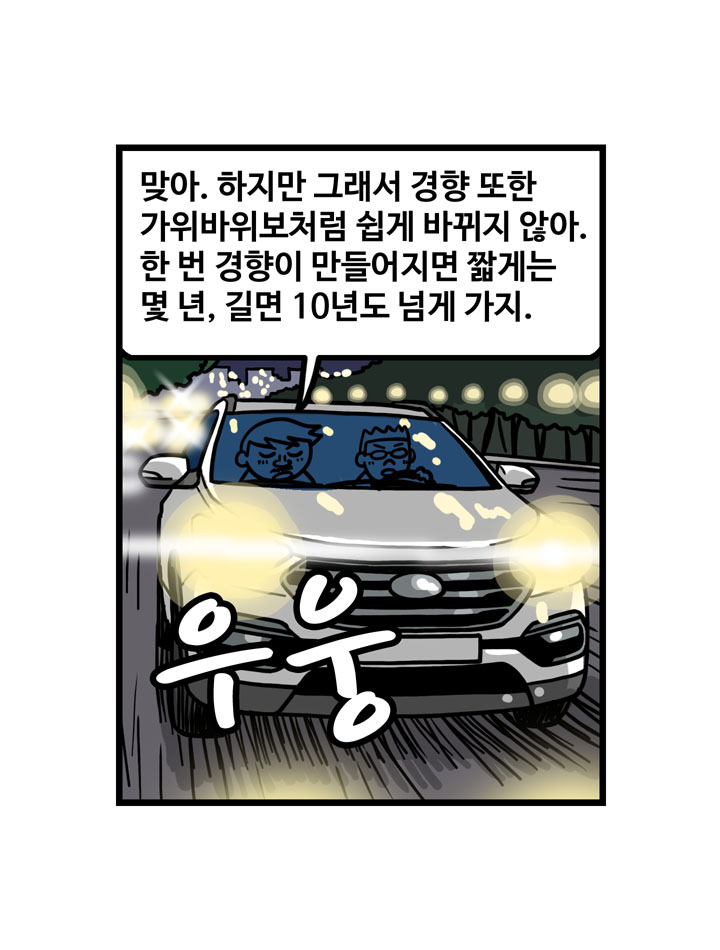 맞아. 하지만 그래서 경향 또한
가위바위보처럼 쉽게 바뀌지 않아.
한 번 경향이 만들어지면 짧게는
몇 년, 길면 10년도 넘게 가지.
우웅